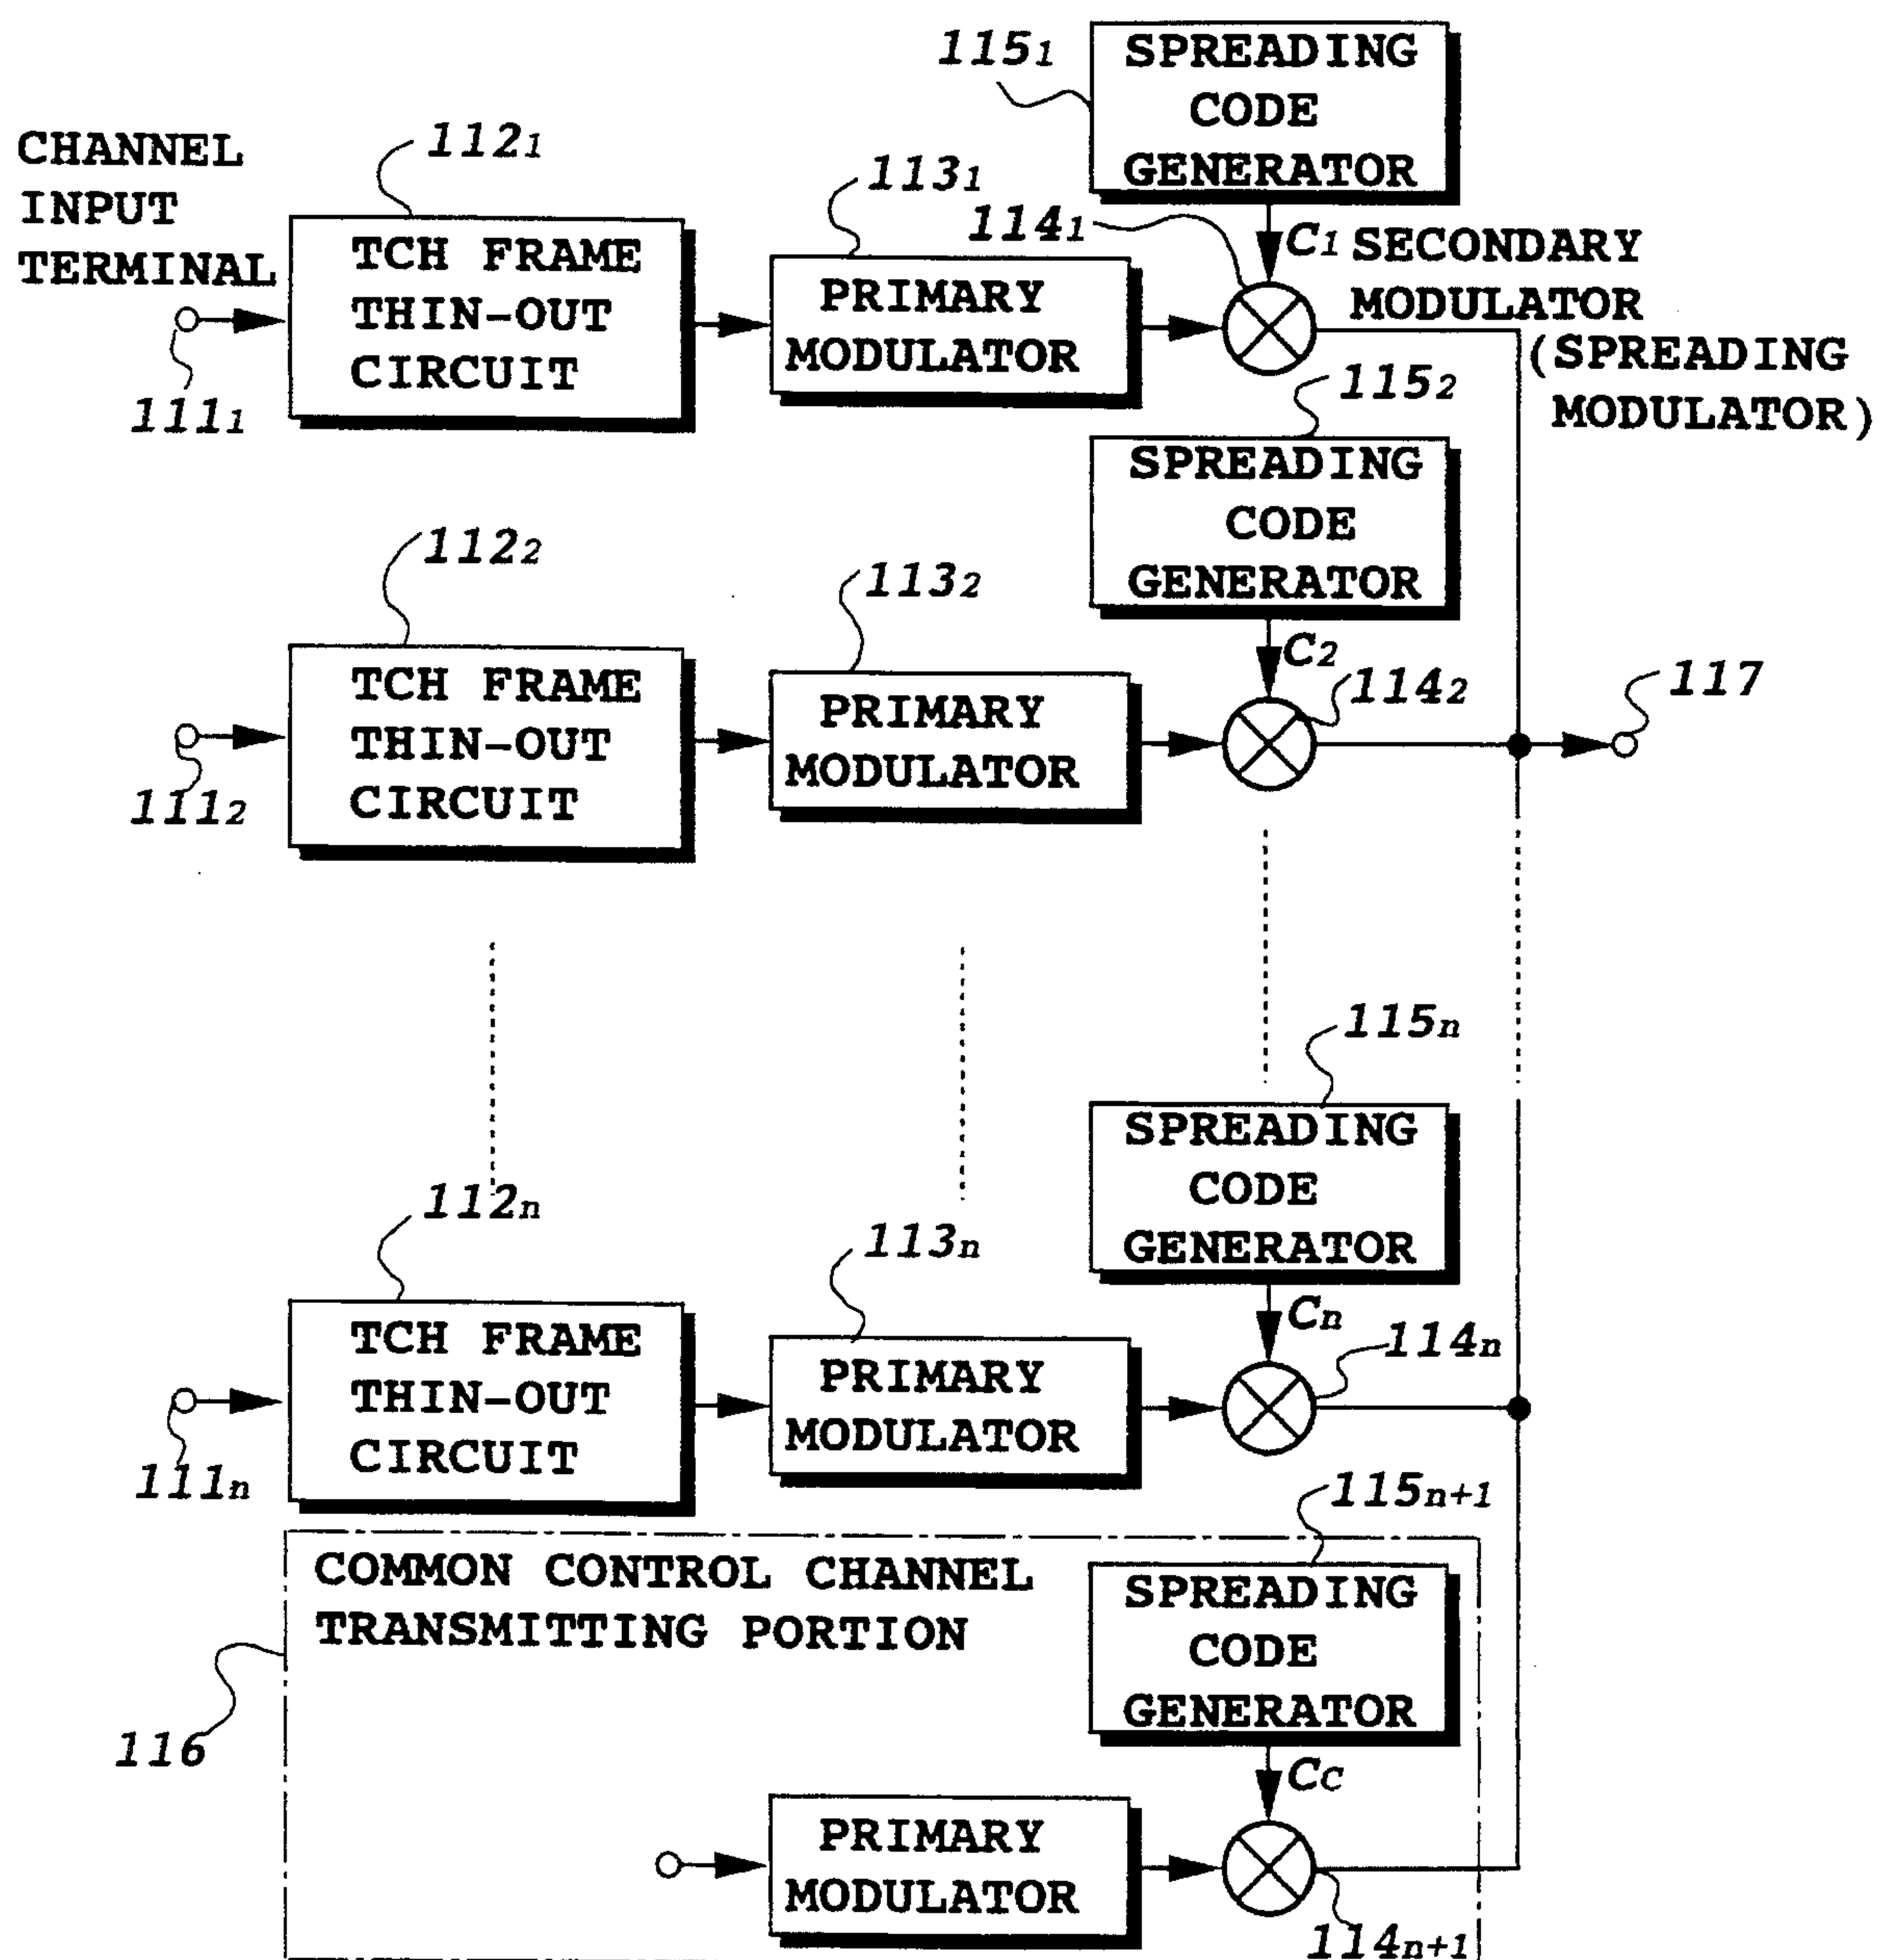 115₁
SPREADING
CODE
GENERATOR
CHANNEL
INPUT
TERMINAL
112₁
113₁
114₁
C₁
SECONDARY
MODULATOR
(SPREADING
MODULATOR)
TCH FRAME
THIN-OUT
CIRCUIT
PRIMARY
MODULATOR
111₁
115₂
SPREADING
CODE
GENERATOR
112₂
113₂
C₂
114₂
117
TCH FRAME
THIN-OUT
CIRCUIT
PRIMARY
MODULATOR
111₂
115n
SPREADING
CODE
GENERATOR
112n
113n
Cn
114n
TCH FRAME
THIN-OUT
CIRCUIT
PRIMARY
MODULATOR
111n
115n+1
COMMON CONTROL CHANNEL
TRANSMITTING PORTION
SPREADING
CODE
GENERATOR
116
CC
PRIMARY
MODULATOR
114n+1